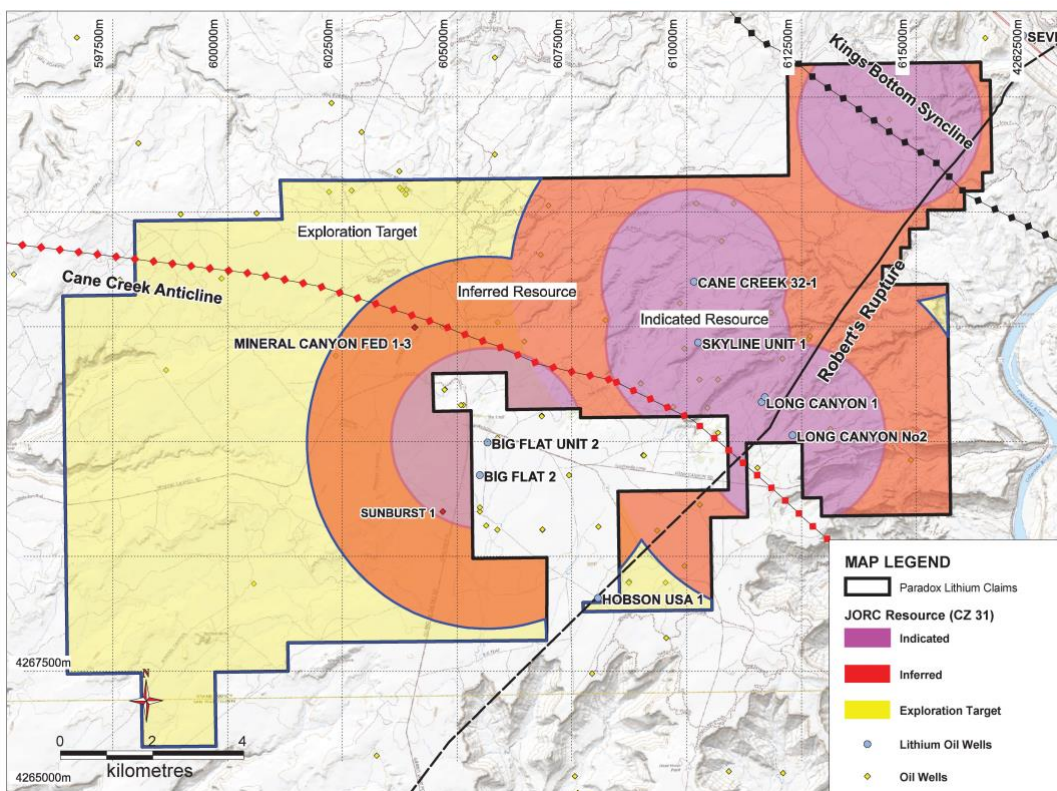 597500m
600000m
602500m
605000m
607500m
610000m
612500m
615000m
4262500m
SEVE
Kings Bottom Syncline
Exploration Target
Cane Creek Anticline
Inferred Resource
CANE CREEK 32-1
Indicated Resource
Robert's Rupture
MINERAL CANYON FED 1-3
SKYLINE UNIT 1
LONG CANYON 1
LONG CANYON No2
BIG FLAT UNIT 2
BIG FLAT 2
SUNBURST 1
HOBSON USA 1
4267500m
N
0 2 4
kilometres
4265000m
MAP LEGEND
Paradox Lithium Claims
JORC Resource (CZ 31)
Indicated
Inferred
Exploration Target
Lithium Oil Wells
Oil Wells